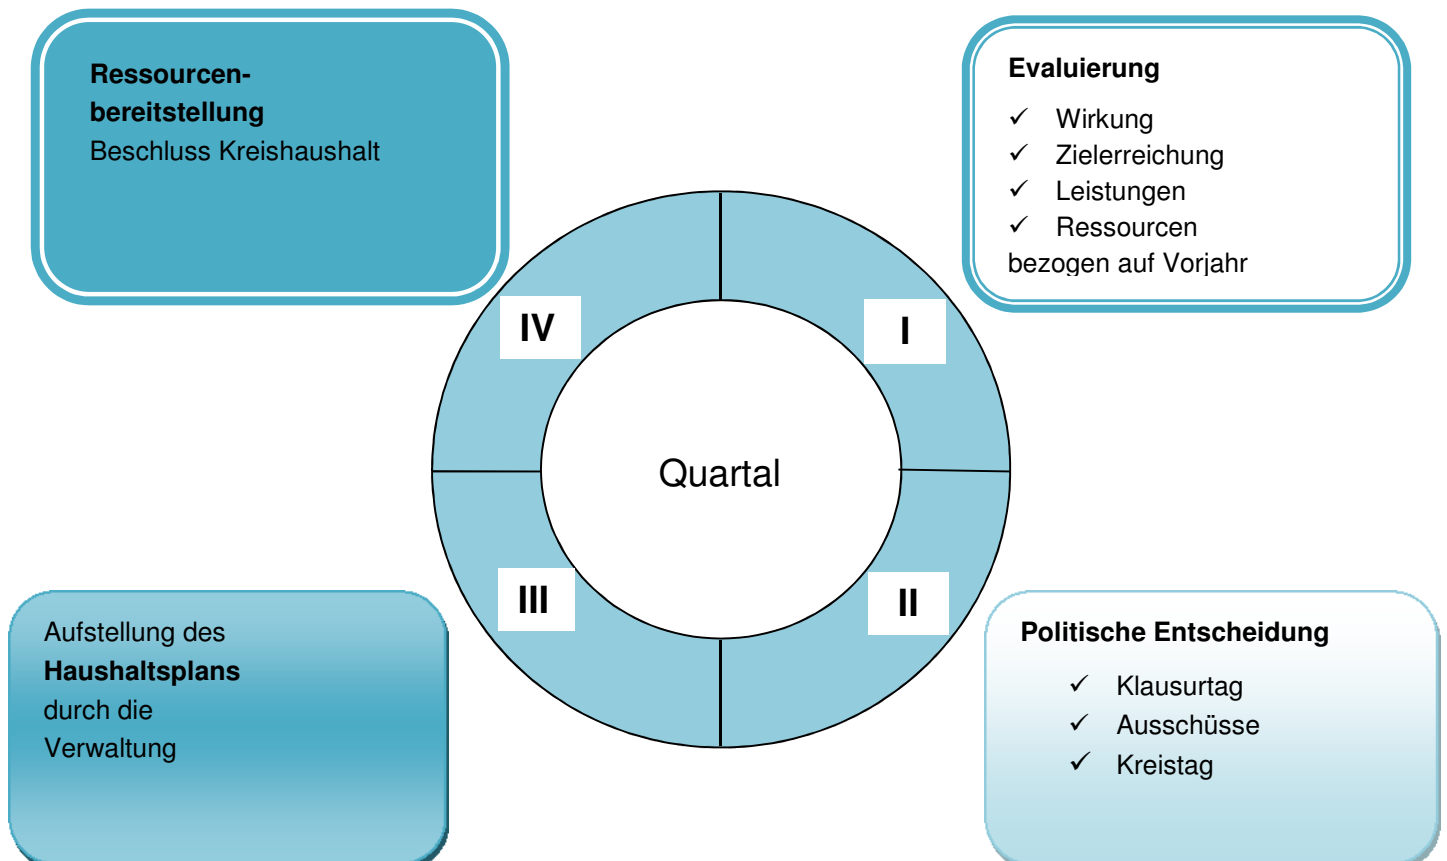 Ressourcen-
bereitstellung
Beschluss Kreishaushalt
Evaluierung
✓ Wirkung
✓ Zielerreichung
✓ Leistungen
✓ Ressourcen
bezogen auf Vorjahr
IV
I
Quartal
III
II
Aufstellung des
Haushaltsplans
durch die
Verwaltung
Politische Entscheidung
✓ Klausurtag
✓ Ausschüsse
✓ Kreistag